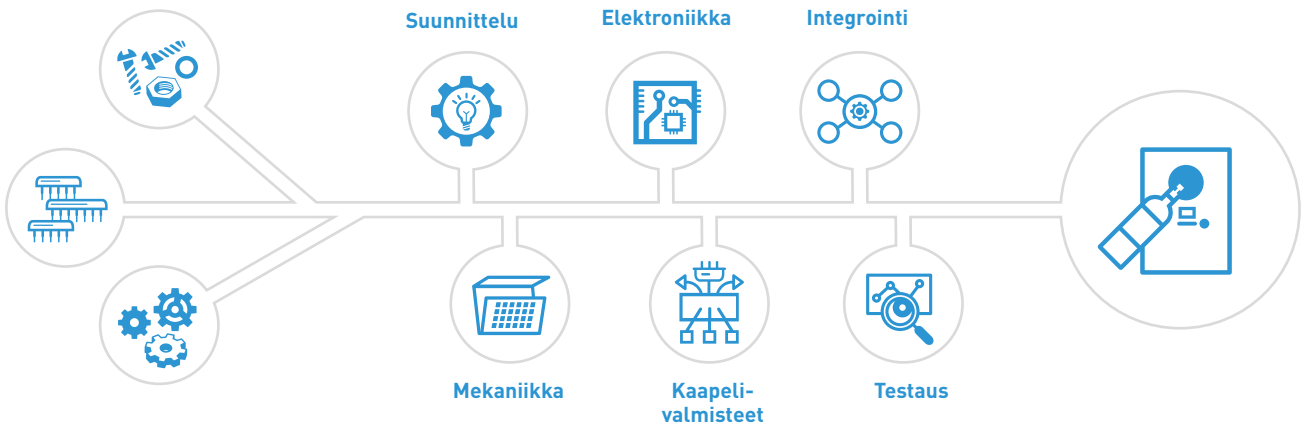 Suunnittelu
Elektroniikka
Integrointi
Mekaniikka
Kaapeli-
valmisteet
Testaus